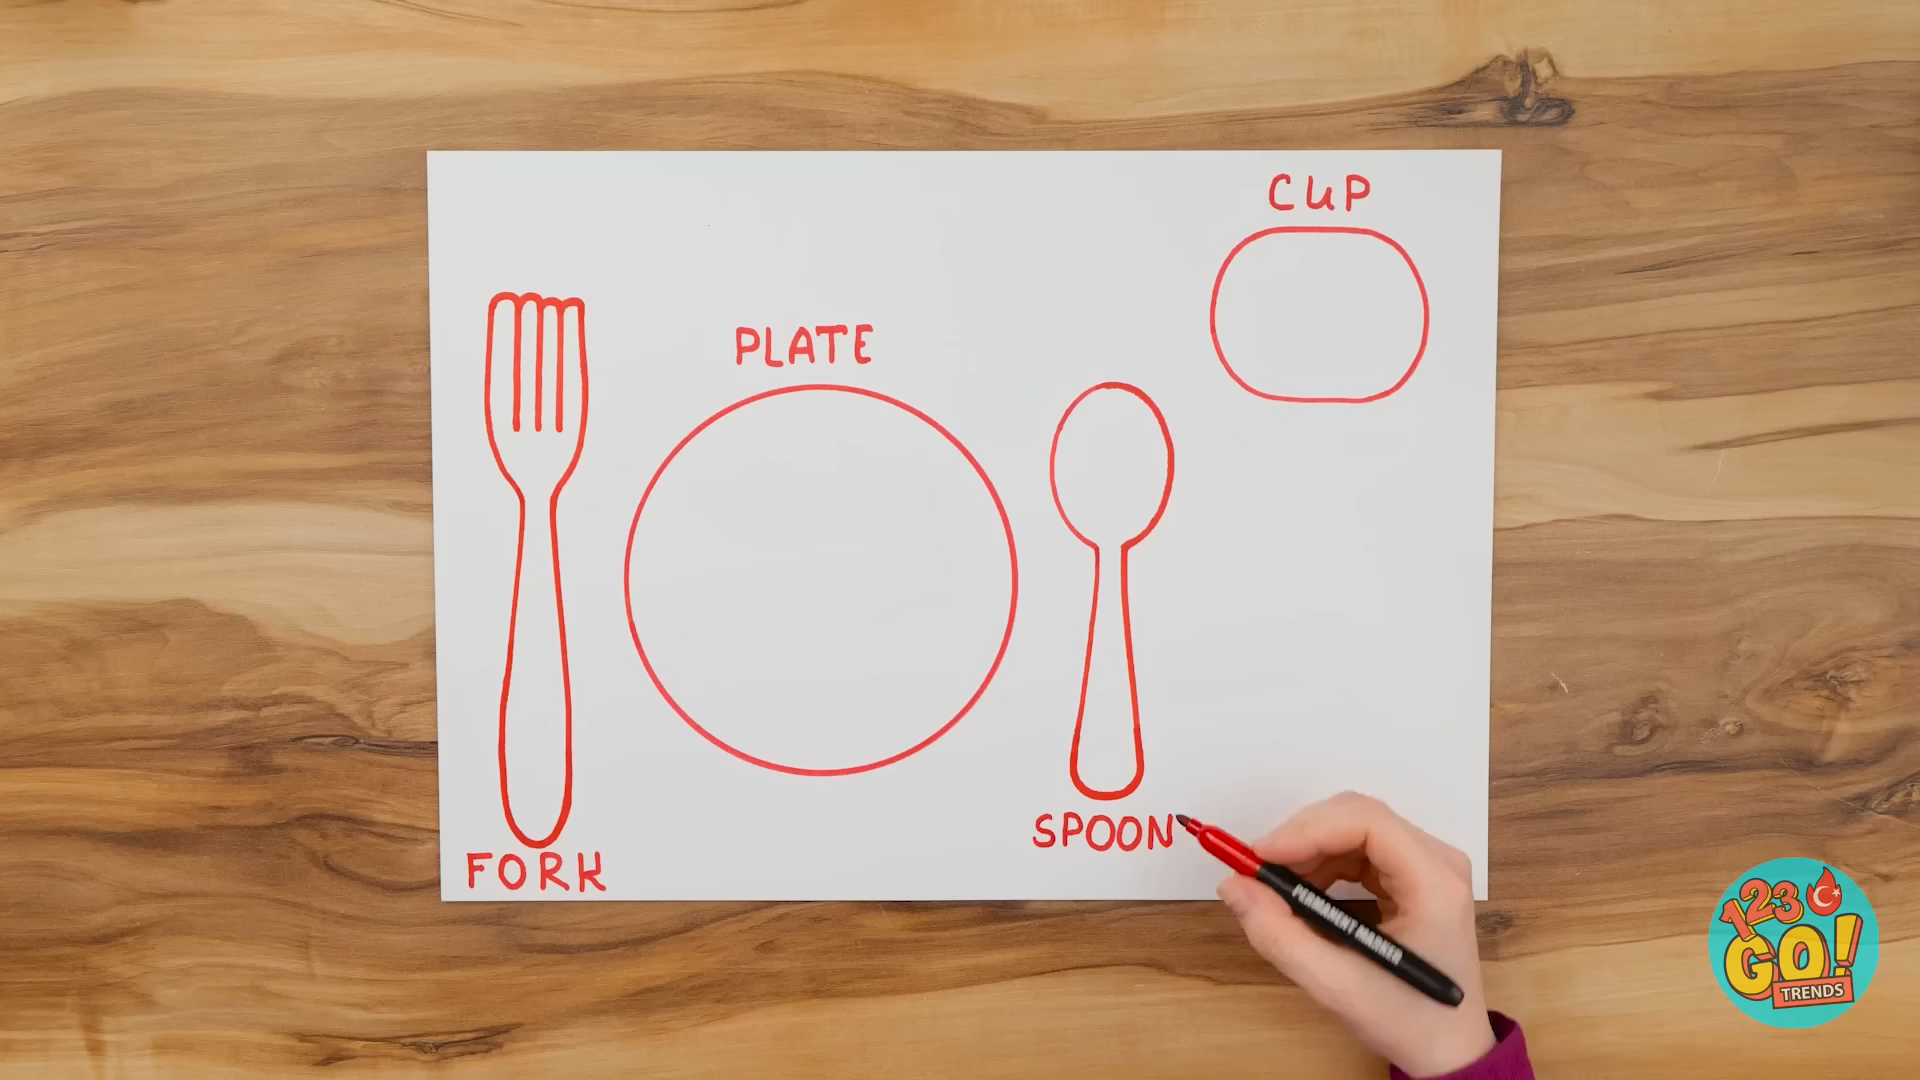 CUP
PLATE
FORK
SPOON
PERMANENT MARKER
123
GO!
TRENDS